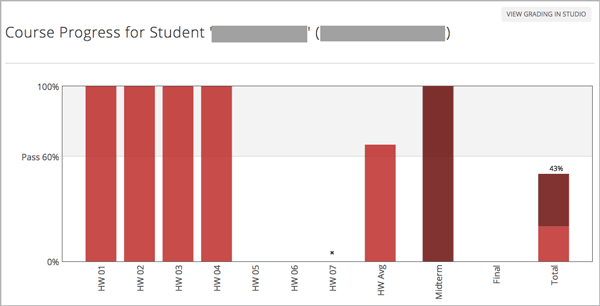 VIEW GRADING IN STUDIO
Course Progress for Student '' ()
100%
Pass 60%
0%
43%
HW 01
HW 02
HW 03
HW 04
HW 05
HW 06
HW 07
HW Avg
Midterm
Final
Total